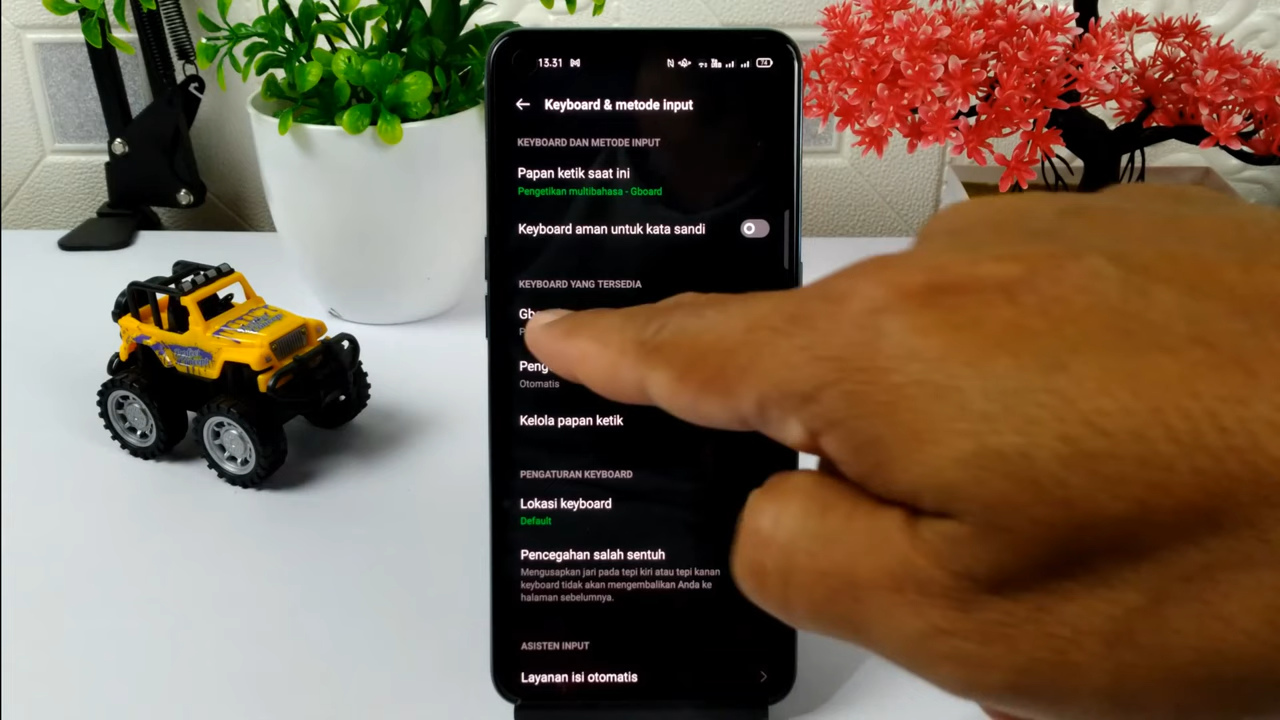 13.31
Keyboard & metode input
KEYBOARD DAN METODE INPUT
Papan ketik saat ini
Pengetikan multibahasa - Gboard
Keyboard aman untuk kata sandi
KEYBOARD YANG TERSEDIA
Otomatis
Kelola papan ketik
PENGATURAN KEYBOARD
Lokasi keyboard
Default
Pencegahan salah sentuh
Mengusapkan jari pada tepi kiri atau tepi kanan
keyboard tidak akan mengembalikan Anda ke
halaman sebelumnya.
ASISTEN INPUT
Layanan isi otomatis